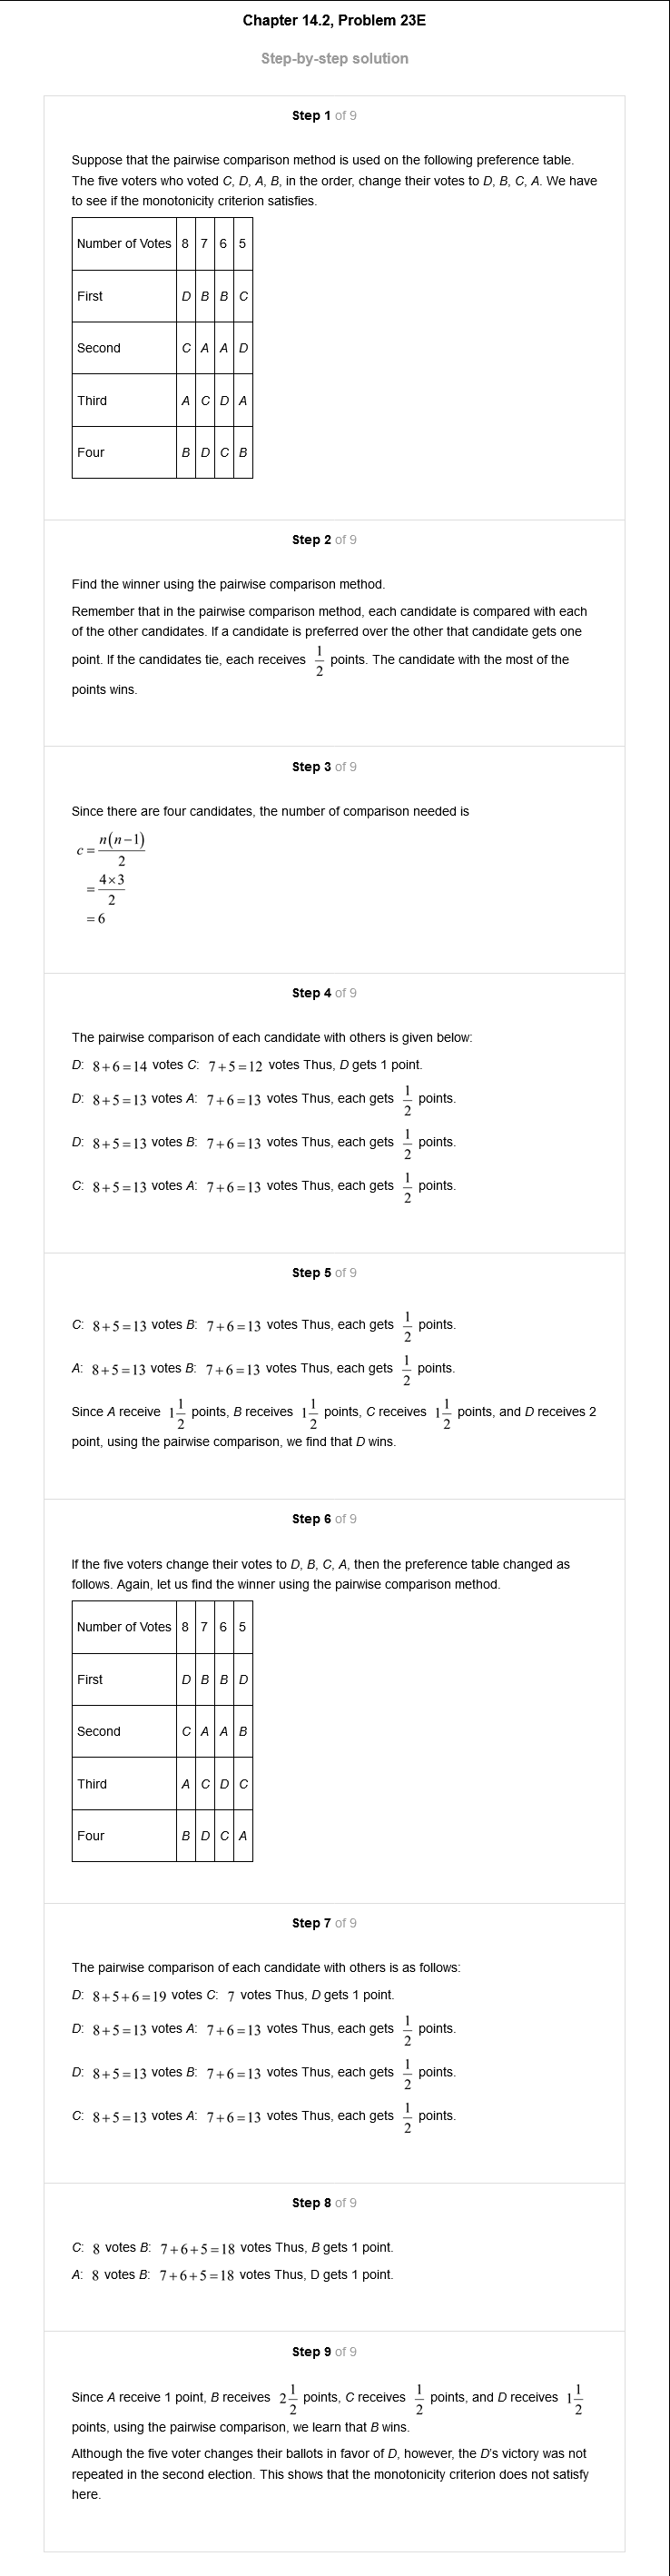 Chapter 14.2, Problem 23E
Step-by-step solution
Step 1 of 9
Suppose that the pairwise comparison method is used on the following preference table.
The five voters who voted C, D, A, B, in the order, change their votes to D, B, C, A. We have
to see if the monotonicity criterion satisfies.
Number of Votes 8 7 6 5
First D B B C
Second C A A D
Third A C D A
Four B D C B
Step 2 of 9
Find the winner using the pairwise comparison method.
Remember that in the pairwise comparison method, each candidate is compared with each
of the other candidates. If a candidate is preferred over the other that candidate gets one
point. If the candidates tie, each receives 1/2 points. The candidate with the most of the
points wins.
Step 3 of 9
Since there are four candidates, the number of comparison needed is
c = n(n−1)/2
= 4×3/2
= 6
Step 4 of 9
The pairwise comparison of each candidate with others is given below:
D: 8+6=14 votes C: 7+5=12 votes Thus, D gets 1 point.
D: 8+5=13 votes A: 7+6=13 votes Thus, each gets 1/2 points.
D: 8+5=13 votes B: 7+6=13 votes Thus, each gets 1/2 points.
C: 8+5=13 votes A: 7+6=13 votes Thus, each gets 1/2 points.
Step 5 of 9
C: 8+5=13 votes B: 7+6=13 votes Thus, each gets 1/2 points.
A: 8+5=13 votes B: 7+6=13 votes Thus, each gets 1/2 points.
Since A receive 1 1/2 points, B receives 1 1/2 points, C receives 1 1/2 points, and D receives 2
point, using the pairwise comparison, we find that D wins.
Step 6 of 9
If the five voters change their votes to D, B, C, A, then the preference table changed as
follows. Again, let us find the winner using the pairwise comparison method.
Number of Votes 8 7 6 5
First D B B D
Second C A A B
Third A C D C
Four B D C A
Step 7 of 9
The pairwise comparison of each candidate with others is as follows:
D: 8+5+6=19 votes C: 7 votes Thus, D gets 1 point.
D: 8+5=13 votes A: 7+6=13 votes Thus, each gets 1/2 points.
D: 8+5=13 votes B: 7+6=13 votes Thus, each gets 1/2 points.
C: 8+5=13 votes A: 7+6=13 votes Thus, each gets 1/2 points.
Step 8 of 9
C: 8 votes B: 7+6+5=18 votes Thus, B gets 1 point.
A: 8 votes B: 7+6+5=18 votes Thus, D gets 1 point.
Step 9 of 9
Since A receive 1 point, B receives 2 1/2 points, C receives 1/2 points, and D receives 1 1/2
points, using the pairwise comparison, we learn that B wins.
Although the five voter changes their ballots in favor of D, however, the D's victory was not
repeated in the second election. This shows that the monotonicity criterion does not satisfy
here.